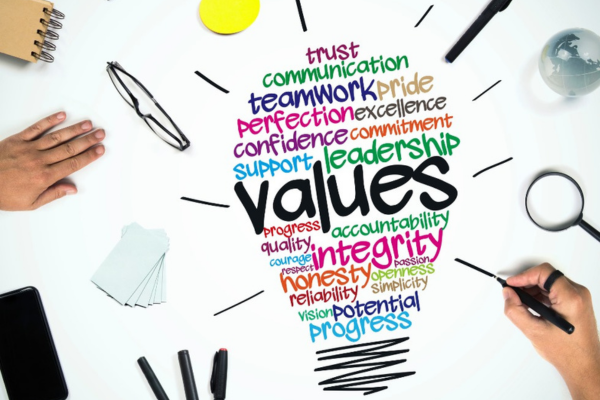 trust
communication
teamwork pride
perfection excellence
confidence commitment
support leadership
values
progress accountability
quality integrity
courage
respect passion
honesty openness
simplicity
reliability
vision potential
progress